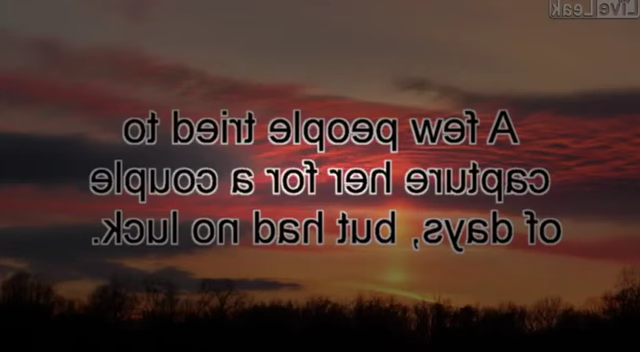 LiveLeak
A few people tried to
capture her for a couple
of days, but had no luck.